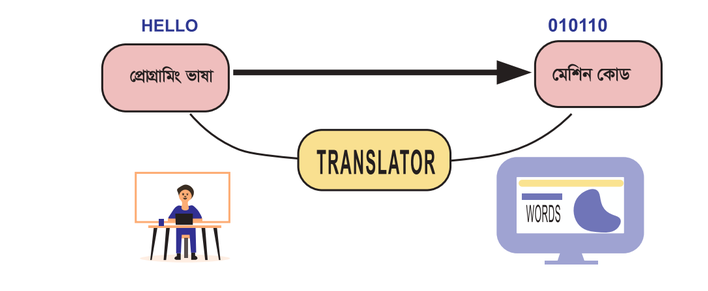 HELLO
010110
প্রোগ্রামিং ভাষা
মেশিন কোড
TRANSLATOR
WORDS